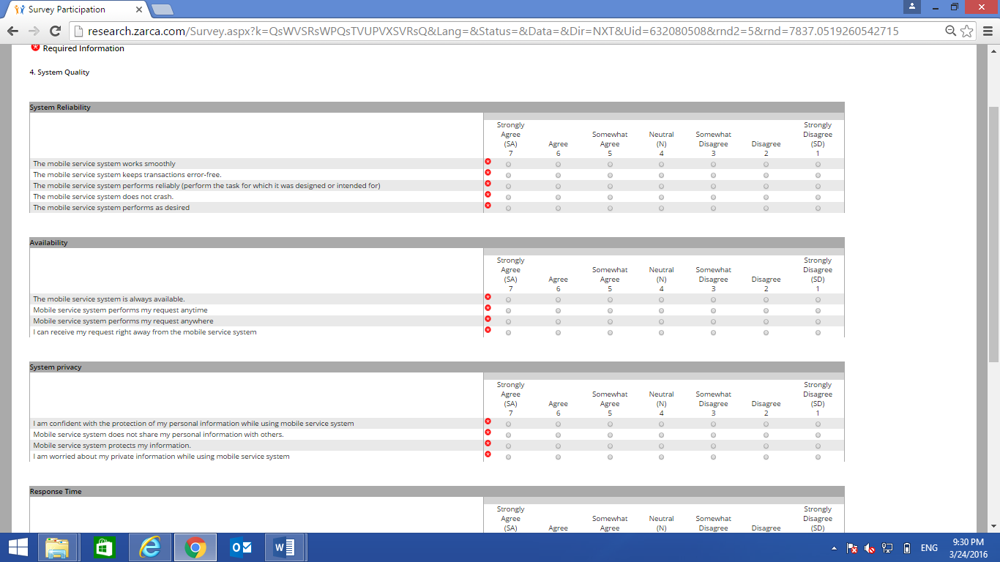 Survey Participation
research.zarca.com/Survey.aspx?k=QsWVSRsWPQsTVUPVXSVRsQ&Lang=&Status=&Data=&Dir=NXT&Uid=632080508&rnd2=5&rnd=7837.0519260542715
Required Information
4. System Quality
System Reliability
Strongly Agree (SA) 7
Agree 6
Somewhat Agree 5
Neutral (N) 4
Somewhat Disagree 3
Disagree 2
Strongly Disagree (SD) 1
The mobile service system works smoothly
The mobile service system keeps transactions error-free.
The mobile service system performs reliably (perform the task for which it was designed or intended for)
The mobile service system does not crash.
The mobile service system performs as desired
Availability
Strongly Agree (SA) 7
Agree 6
Somewhat Agree 5
Neutral (N) 4
Somewhat Disagree 3
Disagree 2
Strongly Disagree (SD) 1
The mobile service system is always available.
Mobile service system performs my request anytime
Mobile service system performs my request anywhere
I can receive my request right away from the mobile service system
System privacy
Strongly Agree (SA) 7
Agree 6
Somewhat Agree 5
Neutral (N) 4
Somewhat Disagree 3
Disagree 2
Strongly Disagree (SD) 1
I am confident with the protection of my personal information while using mobile service system
Mobile service system does not share my personal information with others.
Mobile service system protects my information.
I am worried about my private information while using mobile service system
Response Time
Strongly Agree (SA)
Agree
Somewhat Agree
Neutral (N)
Somewhat Disagree
Disagree
Strongly Disagree (SD)
ENG
9:30 PM
3/24/2016